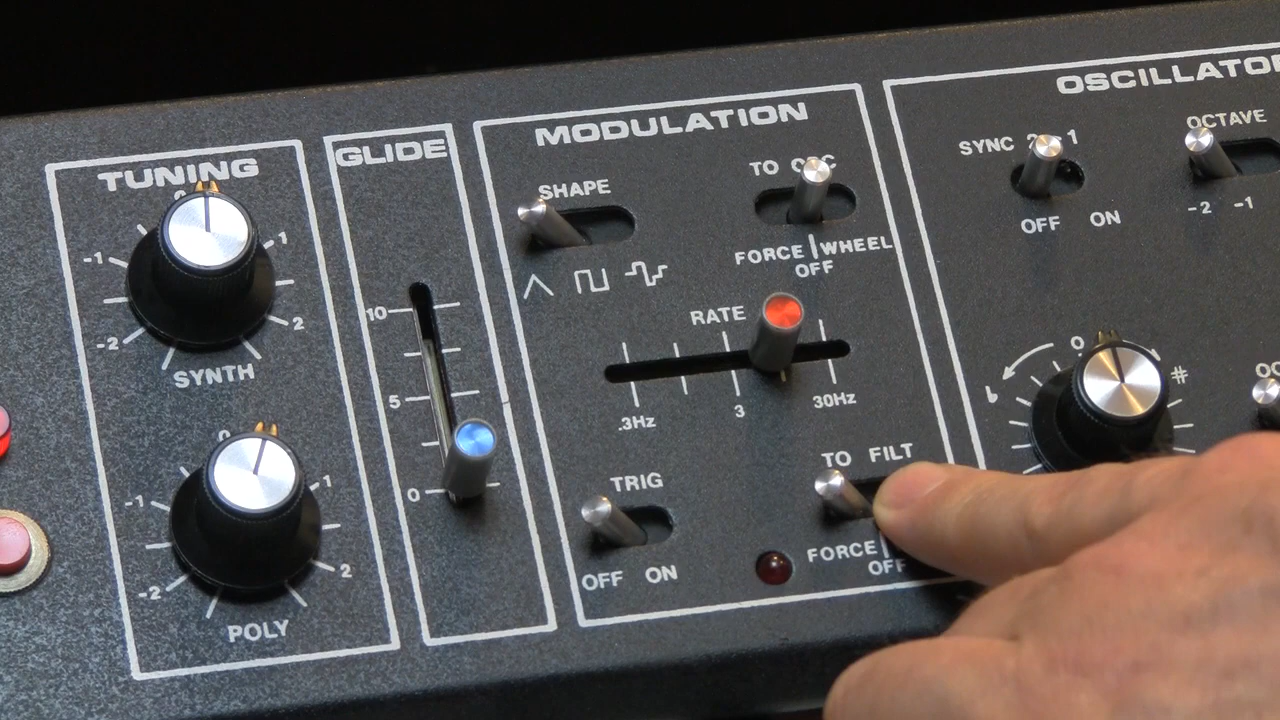 TUNING
0
-1
1
-2
2
SYNTH
0
-1
1
-2
2
POLY
GLIDE
10
5
0
MODULATION
SHAPE
TO
FORCE WHEEL
OFF
RATE
.3Hz 3 30Hz
TRIG
OFF ON
TO FILT
FORCE
OFF
OSCILLATOR
SYNC 1
OFF ON
OCTAVE
-2 -1
0
♭ #